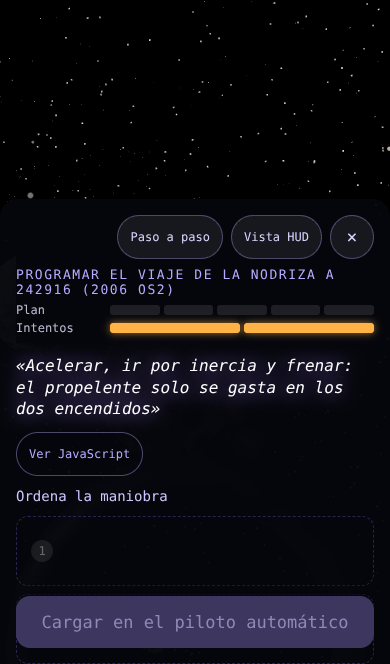 Paso a paso
Vista HUD
×
PROGRAMAR EL VIAJE DE LA NODRIZA A
242916 (2006 OS2)
Plan
Intentos
«Acelerar, ir por inercia y frenar:
el propelente solo se gasta en los
dos encendidos»
Ver JavaScript
Ordena la maniobra
1
Cargar en el piloto automático